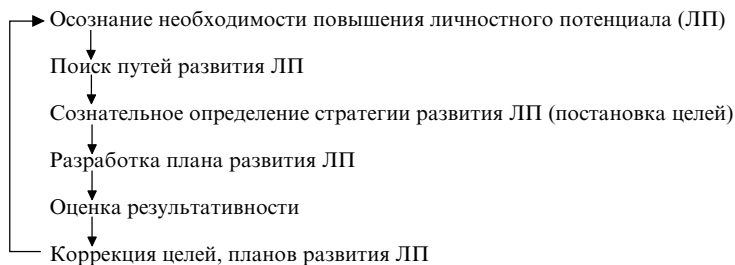 Осознание необходимости повышения личностного потенциала (ЛП)
Поиск путей развития ЛП
Сознательное определение стратегии развития ЛП (постановка целей)
Разработка плана развития ЛП
Оценка результативности
Коррекция целей, планов развития ЛП